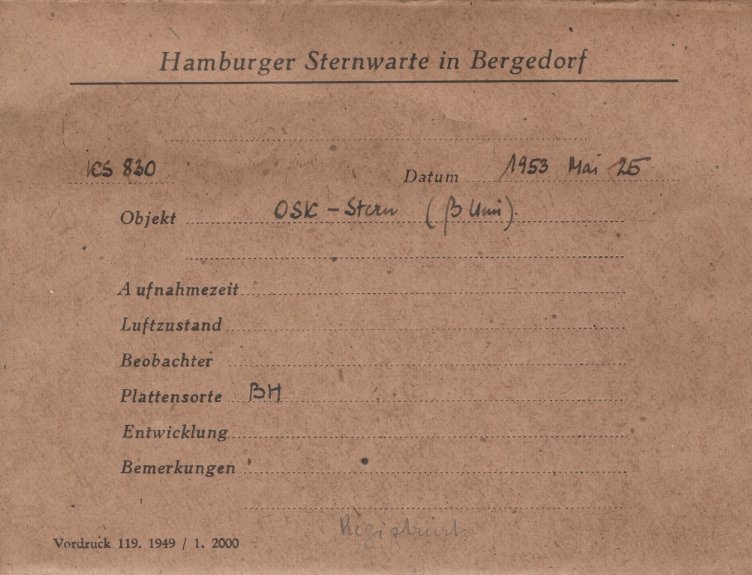 Hamburger Sternwarte in Bergedorf
KS 830 Datum 1953 Mai 25
Objekt OSK - Stern (β Umi)
Aufnahmezeit
Luftzustand
Beobachter
Plattensorte BH
Entwicklung
Bemerkungen
Registriert
Vordruck 119. 1949 / 1. 2000